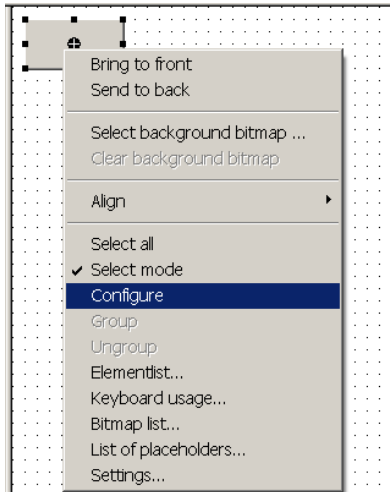 Bring to front
Send to back
Select background bitmap ...
Clear background bitmap
Align
Select all
Select mode
Configure
Group
Ungroup
Elementlist...
Keyboard usage...
Bitmap list...
List of placeholders...
Settings...